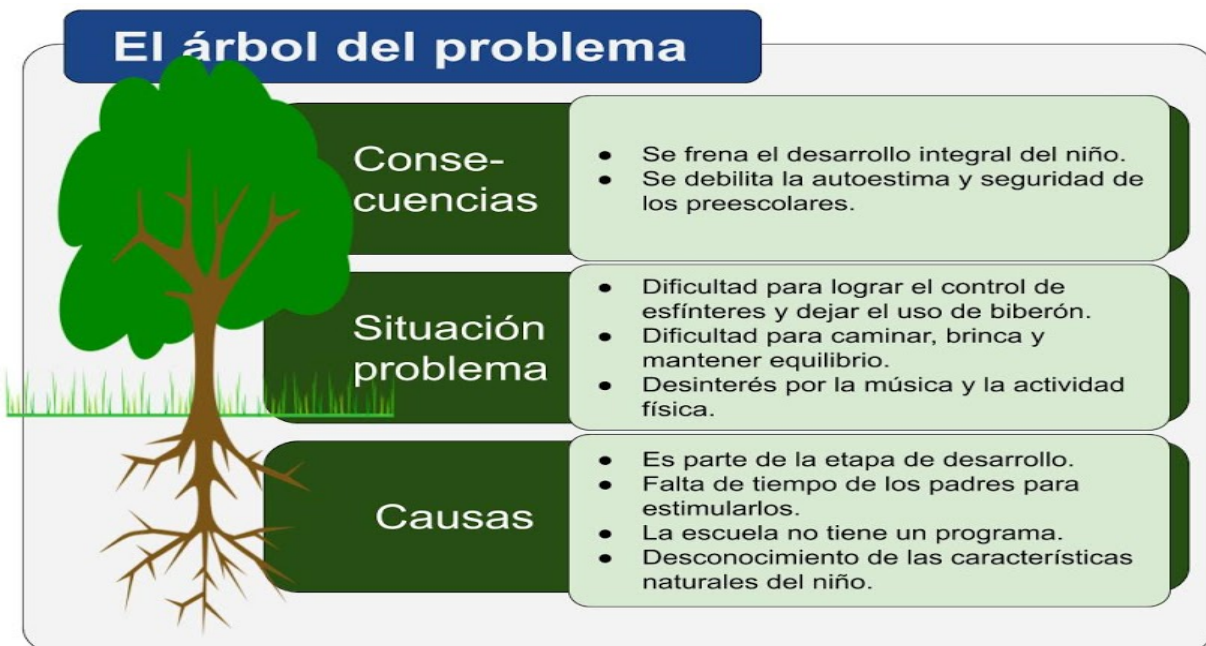 El árbol del problema
Conse-
cuencias
● Se frena el desarrollo integral del niño.
● Se debilita la autoestima y seguridad de
los preescolares.
Situación
problema
● Dificultad para lograr el control de
esfínteres y dejar el uso de biberón.
● Dificultad para caminar, brinca y
mantener equilibrio.
● Desinterés por la música y la actividad
física.
Causas
● Es parte de la etapa de desarrollo.
● Falta de tiempo de los padres para
estimularlos.
● La escuela no tiene un programa.
● Desconocimiento de las características
naturales del niño.